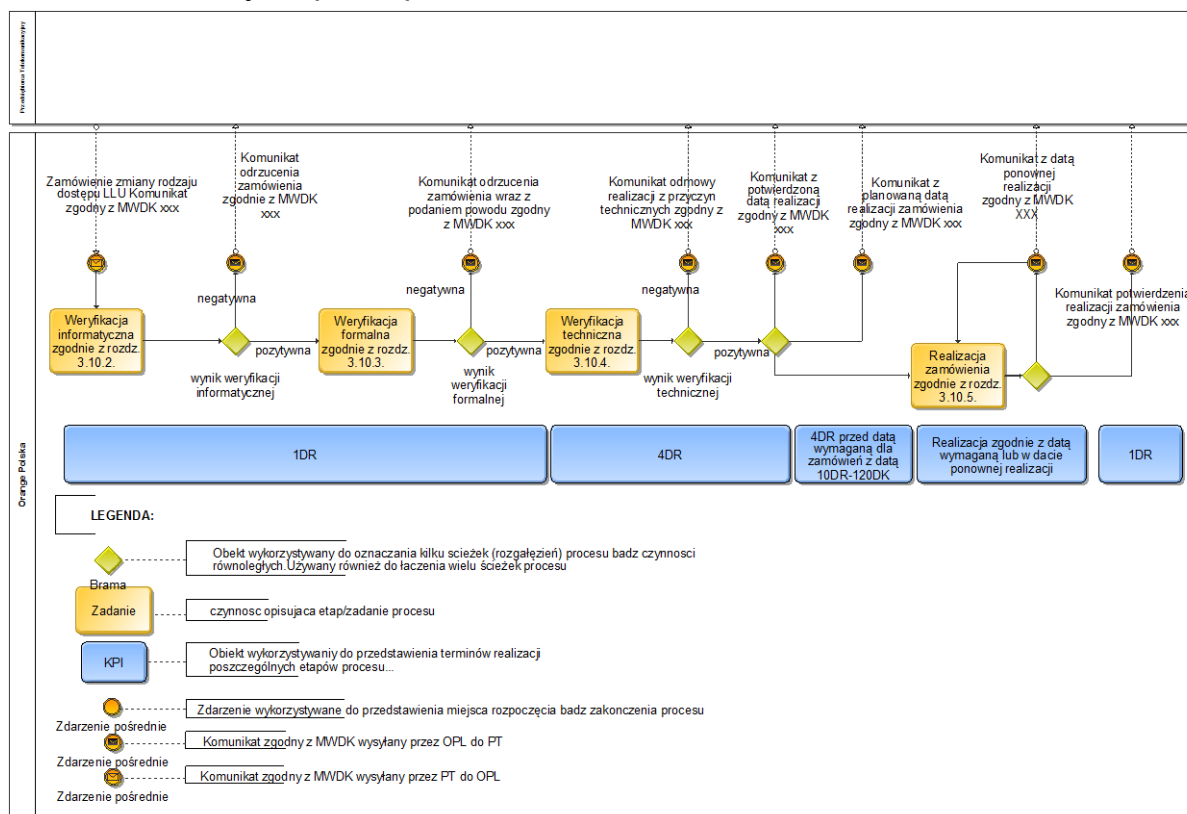 Przedsiębiorca Telekomunikacyjny
Orange Polska
Zamówienie zmiany rodzaju
dostępu LLU Komunikat
zgodny z MWDK xxx
Komunikat
odrzucenia
zamówienia
zgodnie z MWDK
xxx
Komunikat odrzucenia
zamówienia wraz z
podaniem powodu zgodny
z MWDK xxx
Komunikat odmowy
realizacji z przyczyn
technicznych zgodny z
MWDK xxx
Komunikat z
potwierdzoną
datą realizacji
zgodny z MWDK
xxx
Komunikat z
planowaną datą
realizacji zamówienia
zgodny z MWDK xxx
Komunikat z datą
ponownej
realizacji
zgodny z MWDK
XXX
Komunikat potwierdzenia
realizacji zamówienia
zgodny z MWDK xxx
negatywna
negatywna
negatywna
Weryfikacja
informatyczna
zgodnie z rozdz.
3.10.2.
pozytywna
wynik weryfikacji
informatycznej
Weryfikacja
formalna
zgodnie z rozdz.
3.10.3.
pozytywna
wynik
weryfikacji
formalnej
Weryfikacja
techniczna
zgodnie z rozdz.
3.10.4.
pozytywna
wynik weryfikacji
technicznej
Realizacja
zamówienia
zgodnie z rozdz.
3.10.5.
1DR
4DR
4DR przed datą
wymaganą dla
zamówień z datą
10DR-120DK
Realizacja zgodnie z datą
wymaganą lub w dacie
ponownej realizacji
1DR
LEGENDA:
Brama
Obekt wykorzystywany do oznaczania kilku scieżek (rozgałęzień) procesu badz czynnosci
równoległych.Używany również do łaczenia wielu ścieżek procesu
Zadanie
czynnosc opisujaca etap/zadanie procesu
KPI
Obiekt wykorzystywaniy do przedstawienia terminów realizacji
poszczególnych etapów procesu...
Zdarzenie pośrednie
Zdarzenie wykorzystywane do przedstawienia miejsca rozpoczęcia badz zakonczenia procesu
Zdarzenie pośrednie
Komunikat zgodny z MWDK wysyłany przez OPL do PT
Zdarzenie pośrednie
Komunikat zgodny z MWDK wysyłany przez PT do OPL